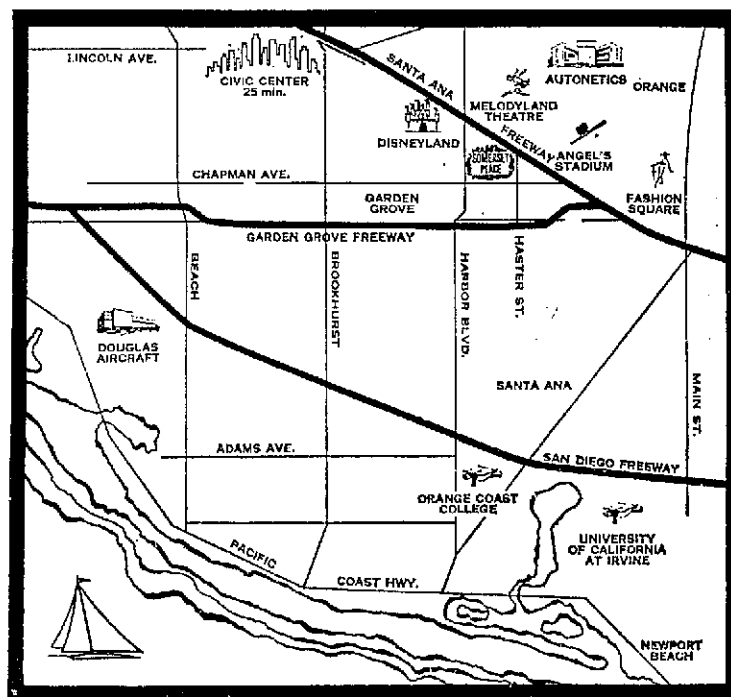 LINCOLN AVE.
CIVIC CENTER
25 min.
SANTA ANA
FREEWAY
AUTONETICS
ORANGE
MELODYLAND
THEATRE
DISNEYLAND
SOMERSET
PLACE
ANGEL'S
STADIUM
CHAPMAN AVE.
GARDEN
GROVE
FASHION
SQUARE
GARDEN GROVE FREEWAY
BEACH
BROOKHURST
HARBOR BLVD.
HASTER ST.
DOUGLAS
AIRCRAFT
SANTA ANA
MAIN ST.
ADAMS AVE.
SAN DIEGO FREEWAY
ORANGE COAST
COLLEGE
UNIVERSITY
OF CALIFORNIA
AT IRVINE
PACIFIC
COAST HWY.
NEWPORT
BEACH